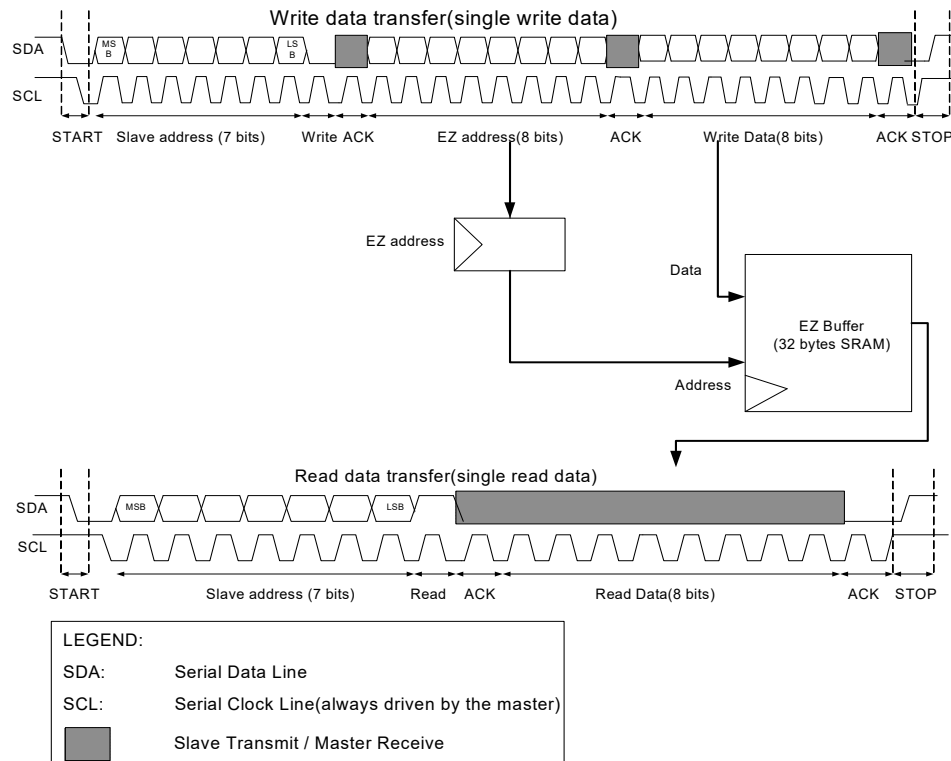 Write data transfer(single write data)
SDA
MS
B
LS
B
SCL
START Slave address (7 bits) Write ACK EZ address(8 bits) ACK Write Data(8 bits) ACK STOP
EZ address
Data
EZ Buffer
(32 bytes SRAM)
Address
Read data transfer(single read data)
SDA
MSB LSB
SCL
START Slave address (7 bits) Read ACK Read Data(8 bits) ACK STOP
LEGEND:
SDA: Serial Data Line
SCL: Serial Clock Line(always driven by the master)
Slave Transmit / Master Receive